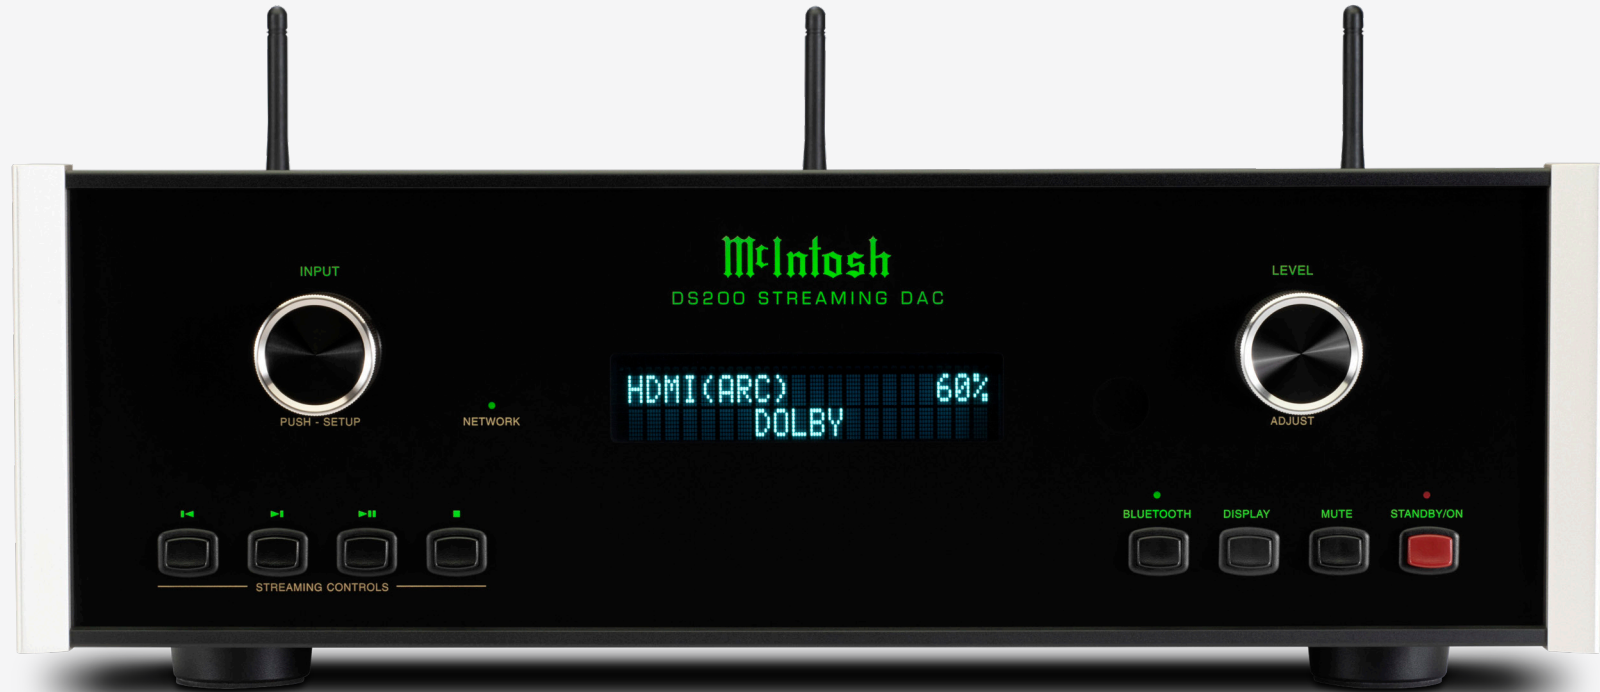 McIntosh
DS200 STREAMING DAC
INPUT
PUSH - SETUP
NETWORK
HDMI(ARC) 60%
DOLBY
LEVEL
ADJUST
STREAMING CONTROLS
BLUETOOTH
DISPLAY
MUTE
STANDBY/ON